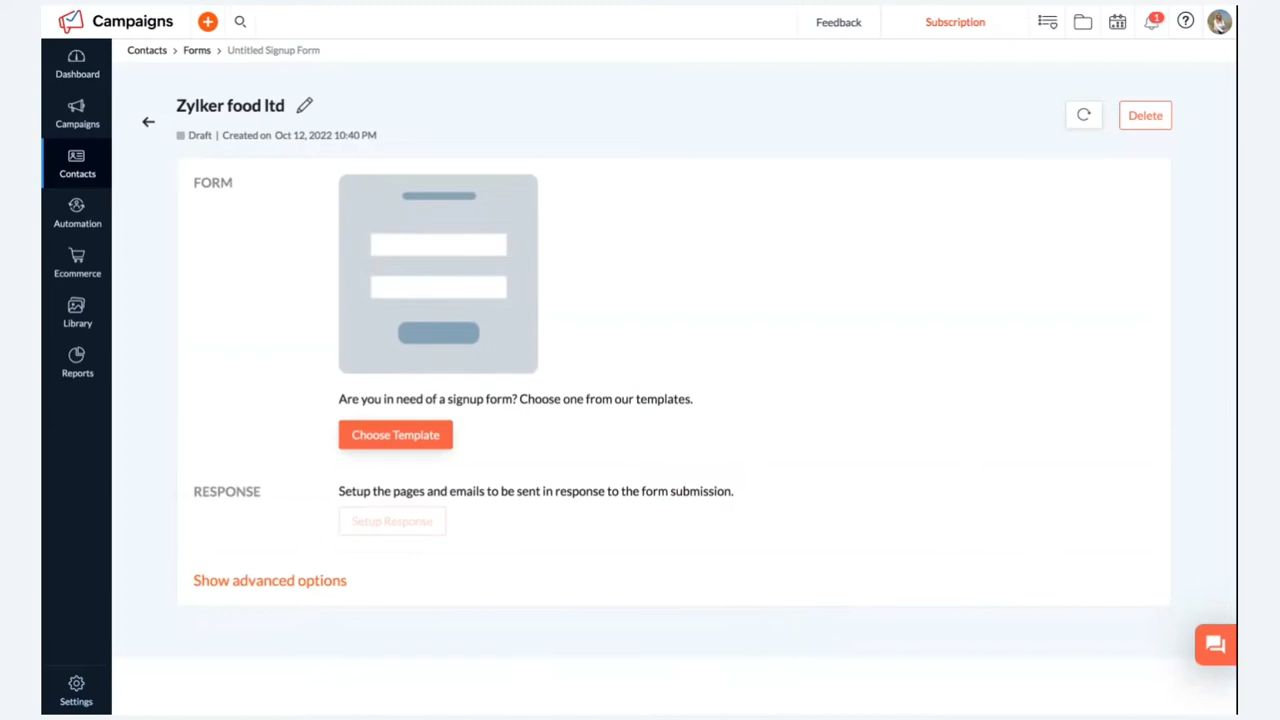 Campaigns
Feedback
Subscription
1
Contacts > Forms > Untitled Signup Form
Dashboard
Campaigns
Contacts
Automation
Ecommerce
Library
Reports
Settings
Zylker food ltd
Draft | Created on Oct 12, 2022 10:40 PM
Delete
FORM
Are you in need of a signup form? Choose one from our templates.
Choose Template
RESPONSE
Setup the pages and emails to be sent in response to the form submission.
Setup Response
Show advanced options